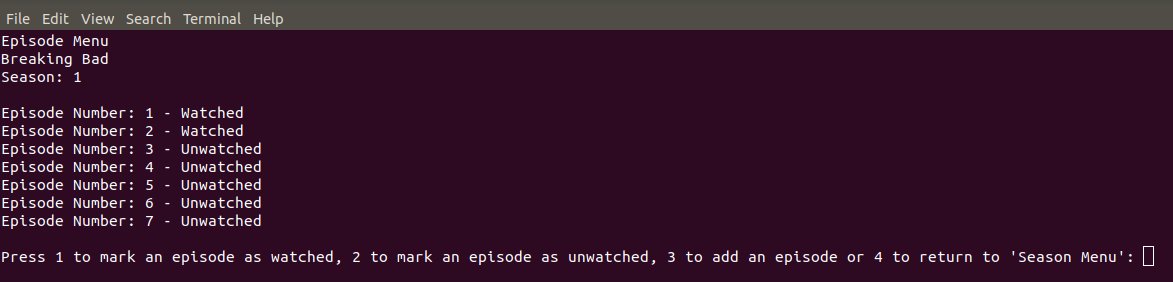 File Edit View Search Terminal Help
Episode Menu
Breaking Bad
Season: 1
Episode Number: 1 - Watched
Episode Number: 2 - Watched
Episode Number: 3 - Unwatched
Episode Number: 4 - Unwatched
Episode Number: 5 - Unwatched
Episode Number: 6 - Unwatched
Episode Number: 7 - Unwatched
Press 1 to mark an episode as watched, 2 to mark an episode as unwatched, 3 to add an episode or 4 to return to 'Season Menu':